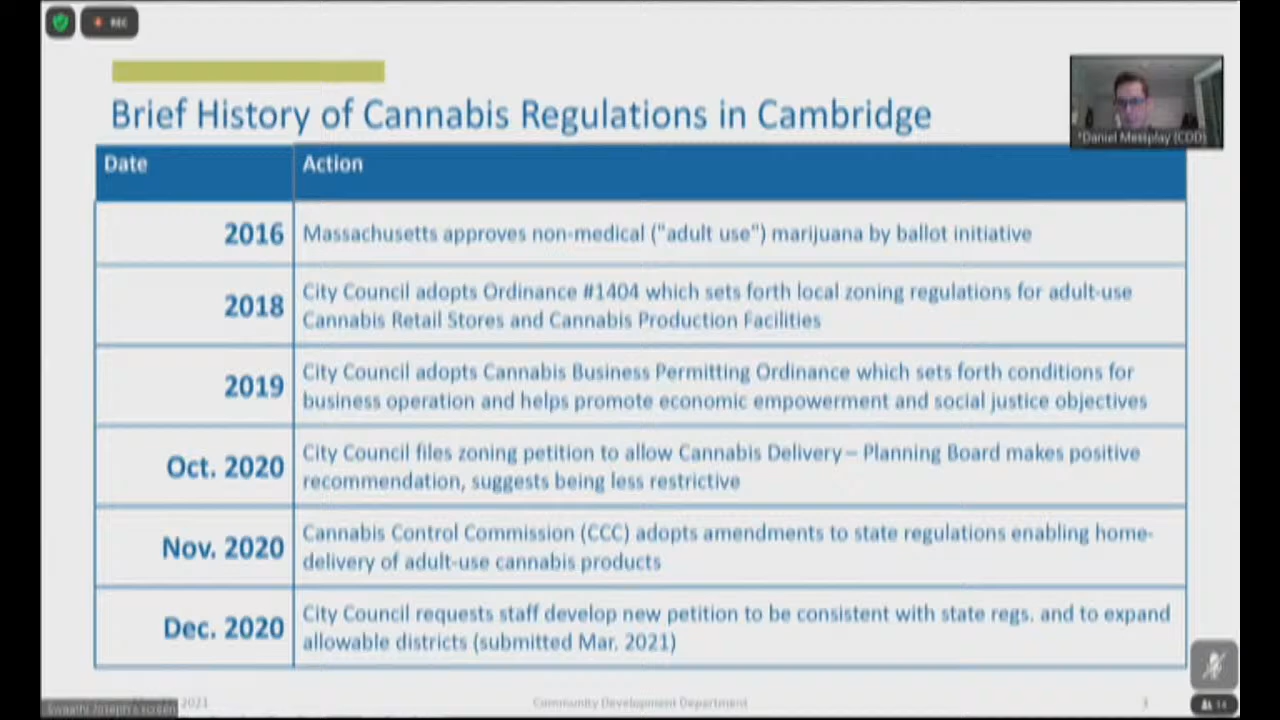 REC
Brief History of Cannabis Regulations in Cambridge
*Daniel Messplay (CDD)
Date
Action
2016
Massachusetts approves non-medical ("adult use") marijuana by ballot initiative
2018
City Council adopts Ordinance #1404 which sets forth local zoning regulations for adult-use
Cannabis Retail Stores and Cannabis Production Facilities
2019
City Council adopts Cannabis Business Permitting Ordinance which sets forth conditions for
business operation and helps promote economic empowerment and social justice objectives
Oct. 2020
City Council files zoning petition to allow Cannabis Delivery – Planning Board makes positive
recommendation, suggests being less restrictive
Nov. 2020
Cannabis Control Commission (CCC) adopts amendments to state regulations enabling home-
delivery of adult-use cannabis products
Dec. 2020
City Council requests staff develop new petition to be consistent with state regs. and to expand
allowable districts (submitted Mar. 2021)
Swaathi Joseph's screen
2021
Community Development Department
3
14